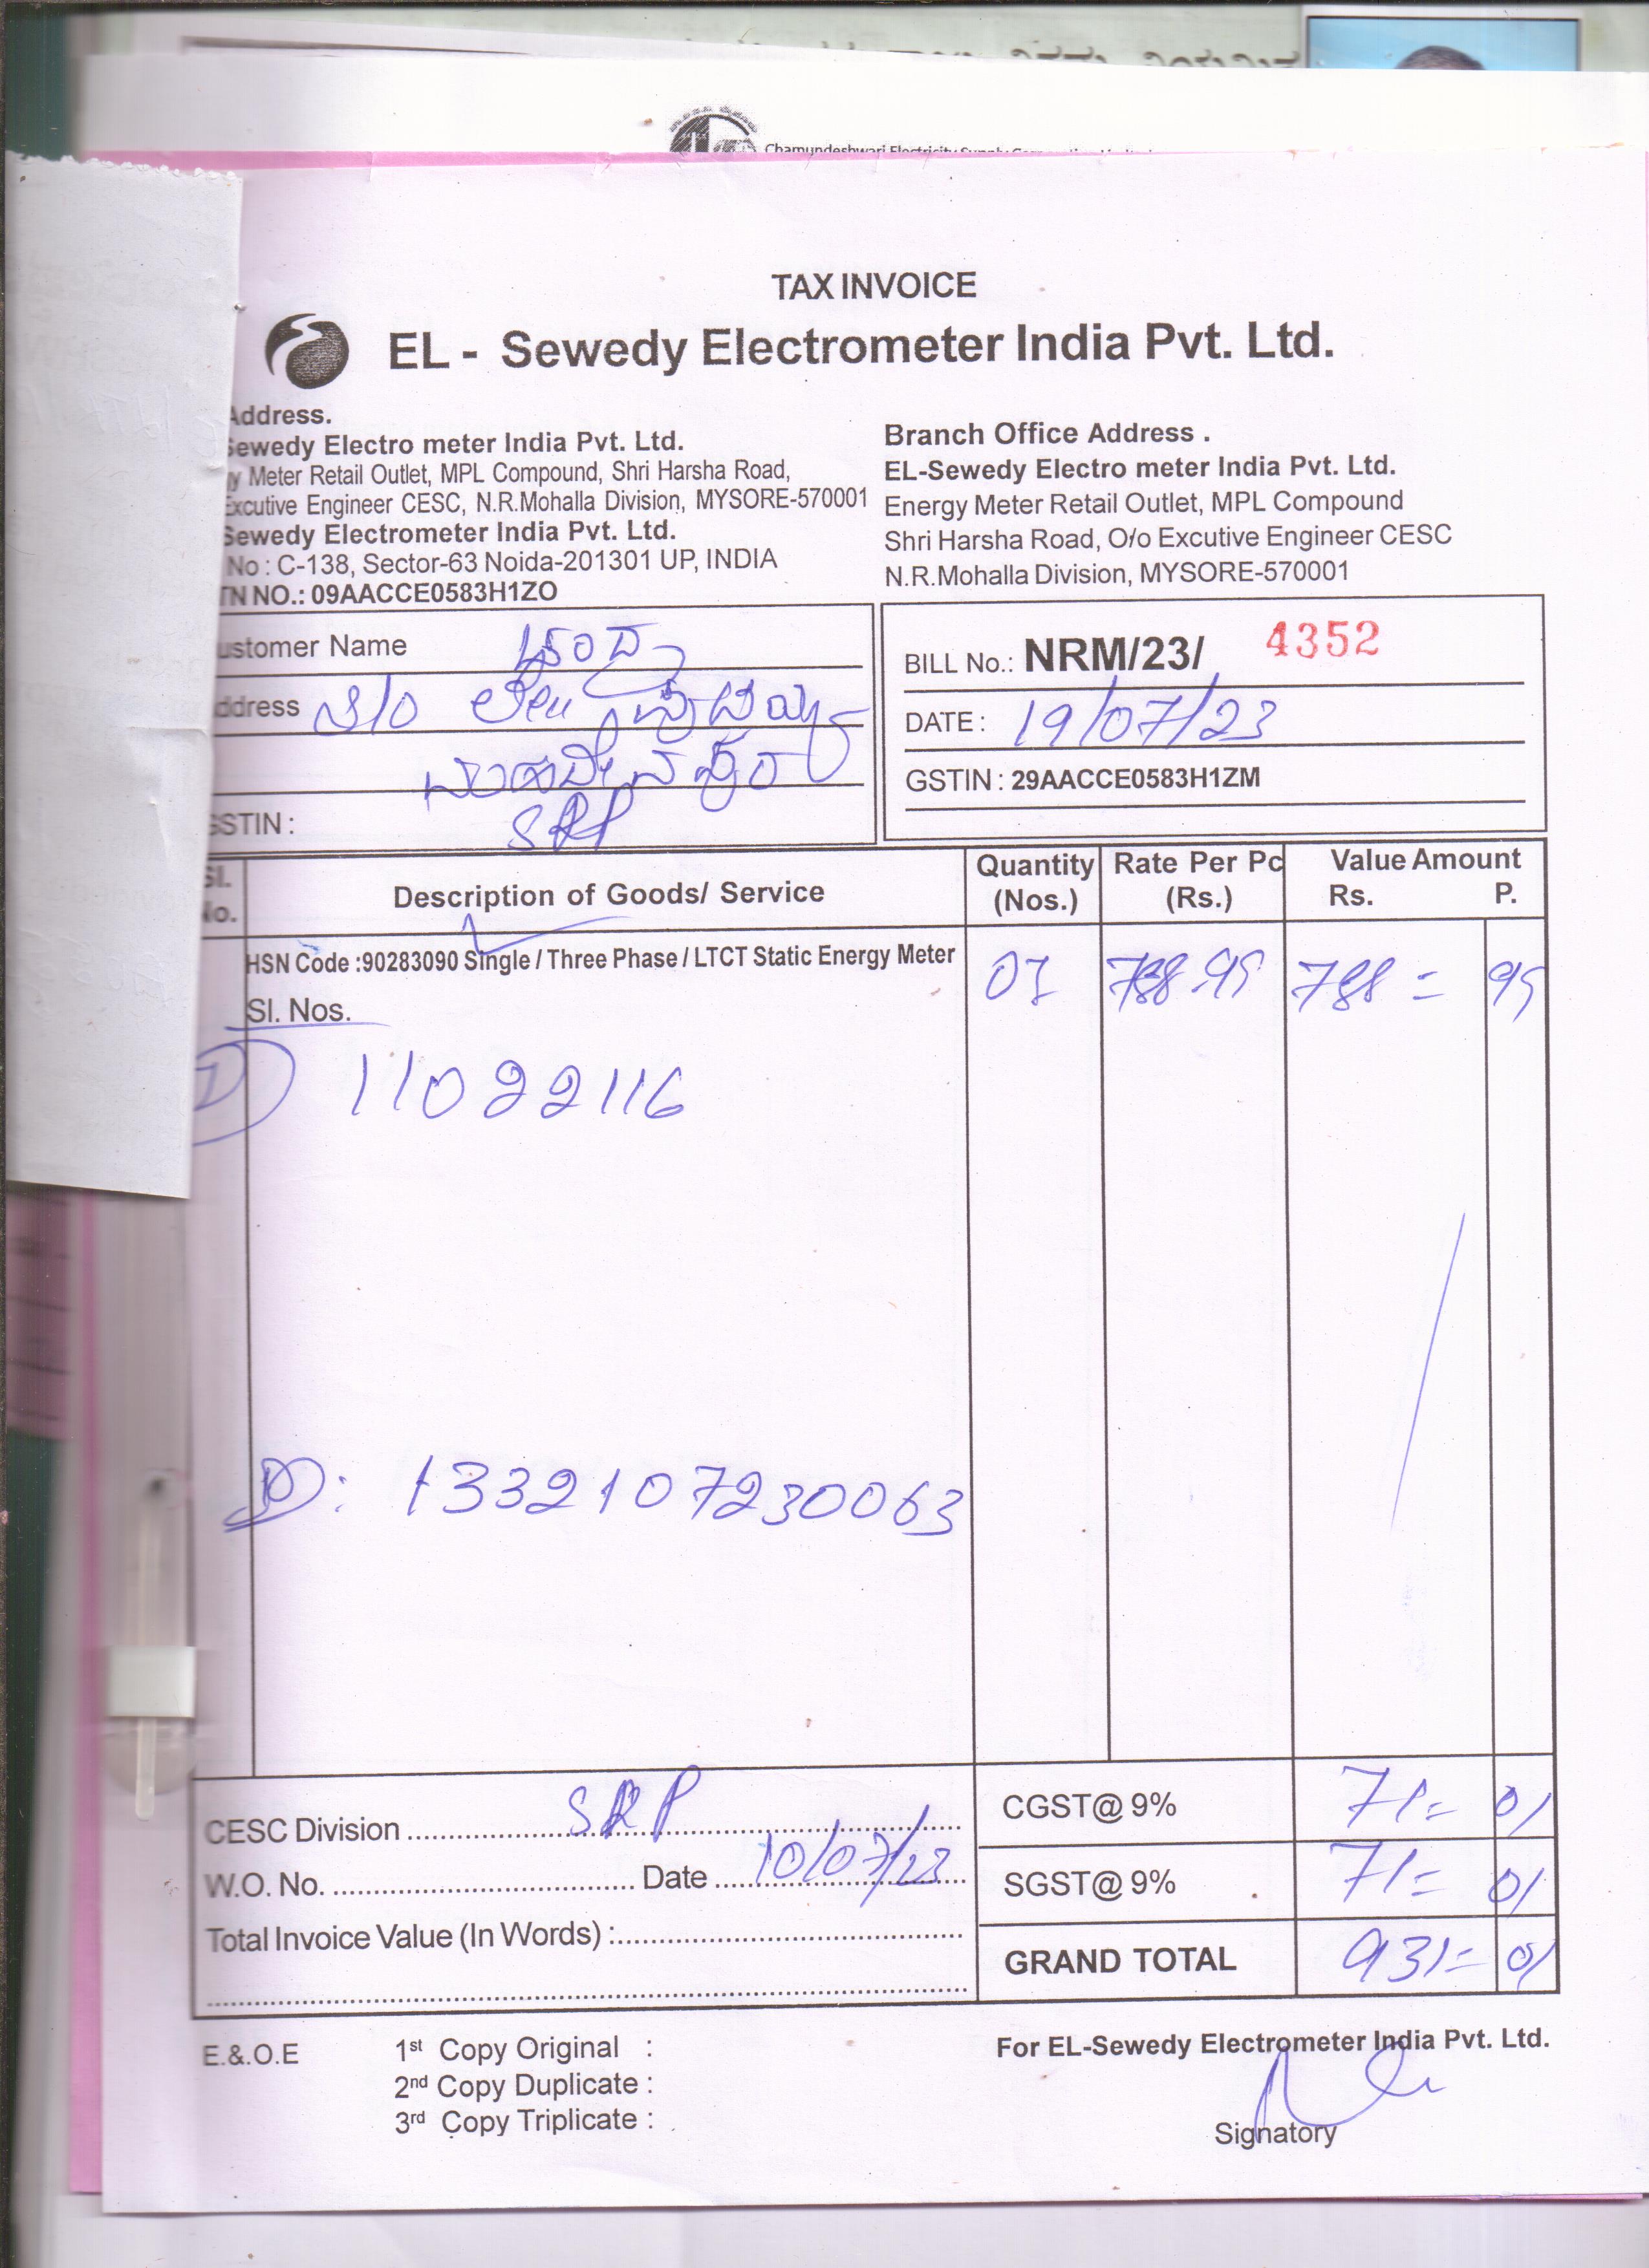 Chamundeshwari Electricity Supply
TAX INVOICE
EL - Sewedy Electrometer India Pvt. Ltd.
Address.
Sewedy Electro meter India Pvt. Ltd.
y Meter Retail Outlet, MPL Compound, Shri Harsha Road,
Excutive Engineer CESC, N.R.Mohalla Division, MYSORE-570001
Sewedy Electrometer India Pvt. Ltd.
No : C-138, Sector-63 Noida-201301 UP, INDIA
TN NO.: 09AACCE0583H1ZO
Branch Office Address .
EL-Sewedy Electro meter India Pvt. Ltd.
Energy Meter Retail Outlet, MPL Compound
Shri Harsha Road, O/o Excutive Engineer CESC
N.R.Mohalla Division, MYSORE-570001
ustomer Name
ddress S/O ಲೇಟ್
SRP
GSTIN :
BILL No.: NRM/23/ 4352
DATE : 19/07/23
GSTIN : 29AACCE0583H1ZM
Sl. No. Description of Goods/ Service Quantity (Nos.) Rate Per Pc (Rs.) Value Amount Rs. P.
HSN Code :90283090 Single / Three Phase / LTCT Static Energy Meter 01 788.99 788 = 99
Sl. Nos.
1) 11022116
D: 1332107230063
CESC Division SRP
W.O. No. Date 10/07/23
Total Invoice Value (In Words) :
CGST@ 9% 71= 01
SGST@ 9% 71= 01
GRAND TOTAL 931= 01
E.&.O.E
1st Copy Original :
2nd Copy Duplicate :
3rd Copy Triplicate :
For EL-Sewedy Electrometer India Pvt. Ltd.
Signatory